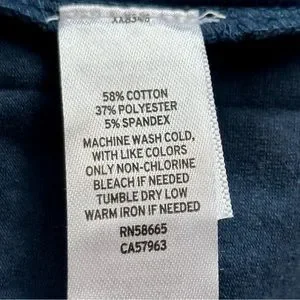 58% COTTON
37% POLYESTER
5% SPANDEX
MACHINE WASH COLD,
WITH LIKE COLORS
ONLY NON-CHLORINE
BLEACH IF NEEDED
TUMBLE DRY LOW
WARM IRON IF NEEDED
RN58665
CA57963